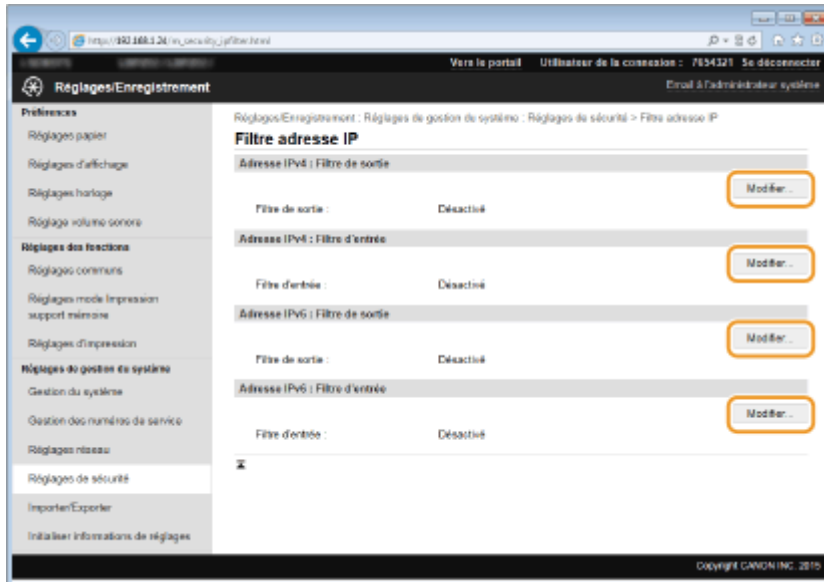 http://192.168.1.24/m_security_ipfilter.html
Vers le portail Utilisateur de la connexion : 7654321 Se déconnecter
Réglages/Enregistrement
Email à l'administrateur système
Préférences
Réglages papier
Réglages d'affichage
Réglages horloge
Réglage volume sonore
Réglages des fonctions
Réglages communs
Réglages mode Impression
support mémoire
Réglages d'impression
Réglages de gestion du système
Gestion du système
Gestion des numéros de service
Réglages réseau
Réglages de sécurité
Importer/Exporter
Initialiser informations de réglages
Réglages/Enregistrement : Réglages de gestion du système : Réglages de sécurité > Filtre adresse IP
Filtre adresse IP
Adresse IPv4 : Filtre de sortie
Modifier...
Filtre de sortie : Désactivé
Adresse IPv4 : Filtre d'entrée
Modifier...
Filtre d'entrée : Désactivé
Adresse IPv6 : Filtre de sortie
Modifier...
Filtre de sortie : Désactivé
Adresse IPv6 : Filtre d'entrée
Modifier...
Filtre d'entrée : Désactivé
Copyright CANON INC. 2015